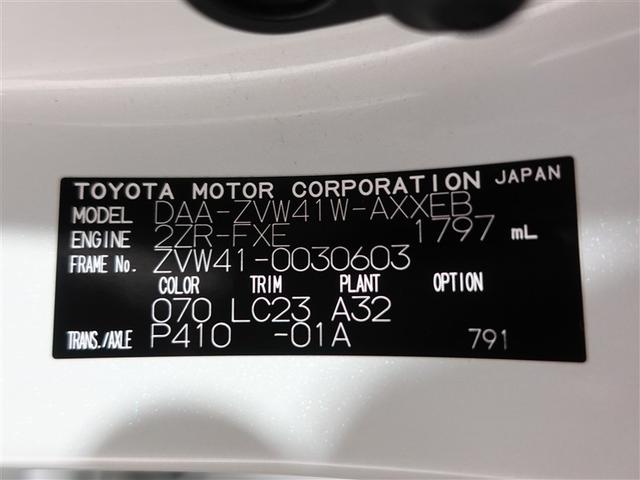 TOYOTA MOTOR CORPORATION JAPAN
MODEL DAA-ZVW41W-AXXEB
ENGINE 2ZR-FXE 1797 mL
FRAME No. ZVW41-0030603
COLOR TRIM PLANT OPTION
070 LC23 A32
TRANS./AXLE P410 -01A 791